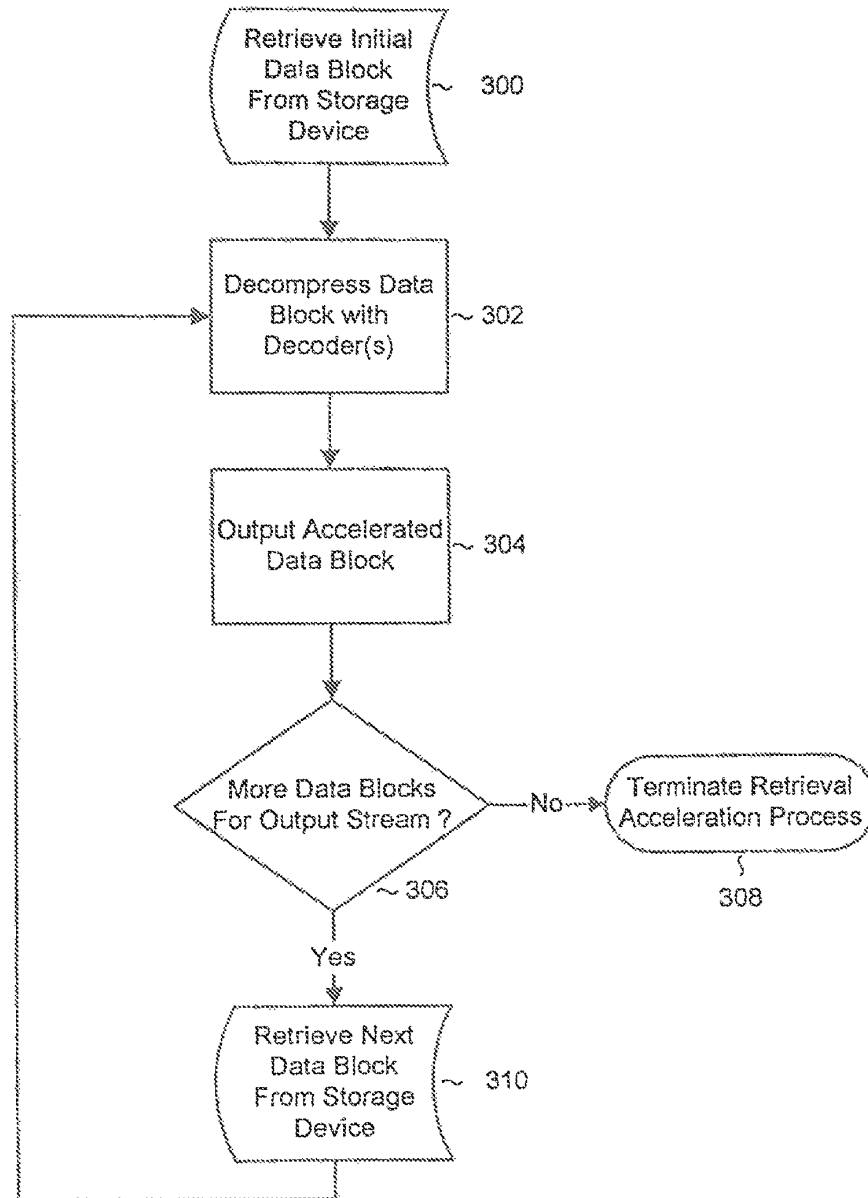 Retrieve Initial
Data Block
From Storage
Device
~ 300
Decompress Data
Block with
Decoder(s)
~ 302
Output Accelerated
Data Block
~ 304
More Data Blocks
For Output Stream ?
~ 306
No
Terminate Retrieval
Acceleration Process
308
Yes
Retrieve Next
Data Block
From Storage
Device
~ 310